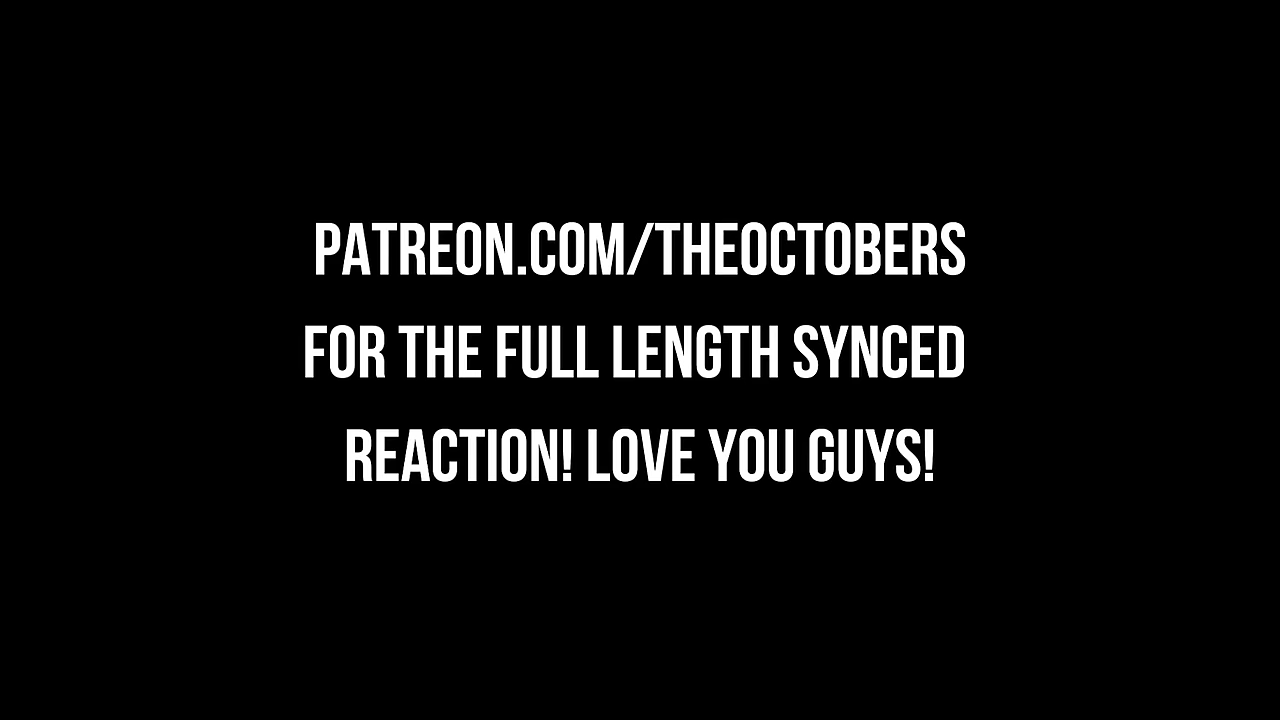 PATREON.COM/THEOCTOBERS
FOR THE FULL LENGTH SYNCED
REACTION! LOVE YOU GUYS!